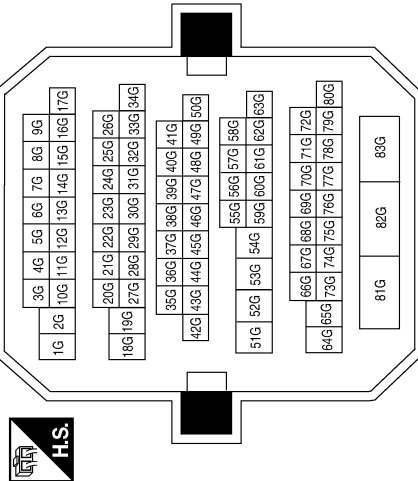 H.S.
3G 4G 5G 6G 7G 8G 9G
1G 2G 10G 11G 12G 13G 14G 15G 16G 17G
20G 21G 22G 23G 24G 25G 26G
18G 19G 27G 28G 29G 30G 31G 32G 33G 34G
35G 36G 37G 38G 39G 40G 41G
42G 43G 44G 45G 46G 47G 48G 49G 50G
55G 56G 57G 58G
51G 52G 53G 54G 59G 60G 61G 62G 63G
66G 67G 68G 69G 70G 71G 72G
64G 65G 73G 74G 75G 76G 77G 78G 79G 80G
81G 82G 83G